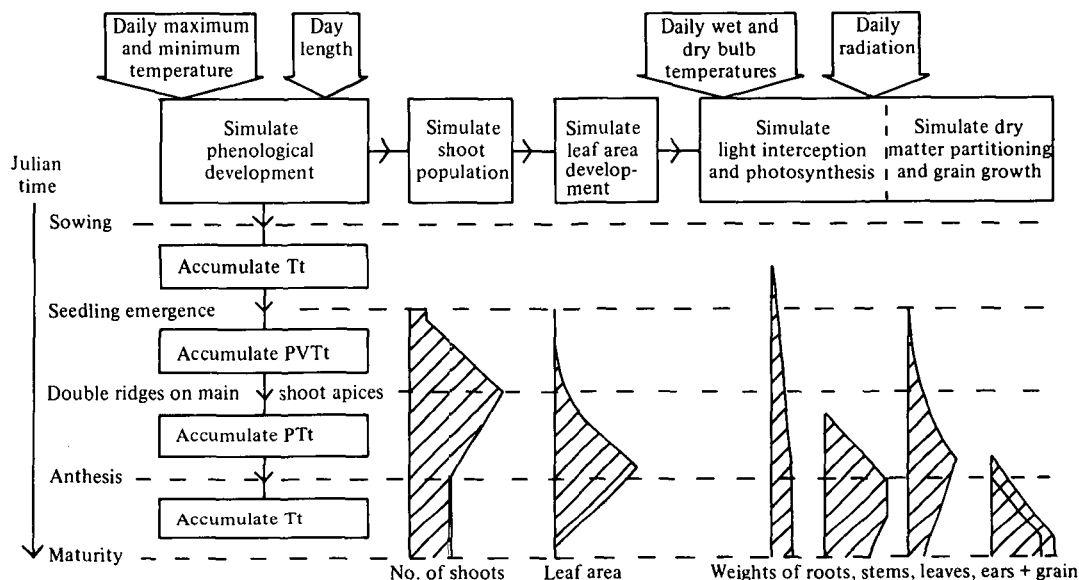 Daily maximum
and minimum
temperature
Day
length
Daily wet and
dry bulb
temperatures
Daily
radiation
Simulate
phenological
development
Simulate
shoot
population
Simulate
leaf area
develop-
ment
Simulate
light interception
and photosynthesis
Simulate dry
matter partitioning
and grain growth
Julian
time
Sowing
Accumulate Tt
Seedling emergence
Accumulate PVTt
Double ridges on main shoot apices
Accumulate PTt
Anthesis
Accumulate Tt
Maturity
No. of shoots
Leaf area
Weights of roots, stems, leaves, ears + grain